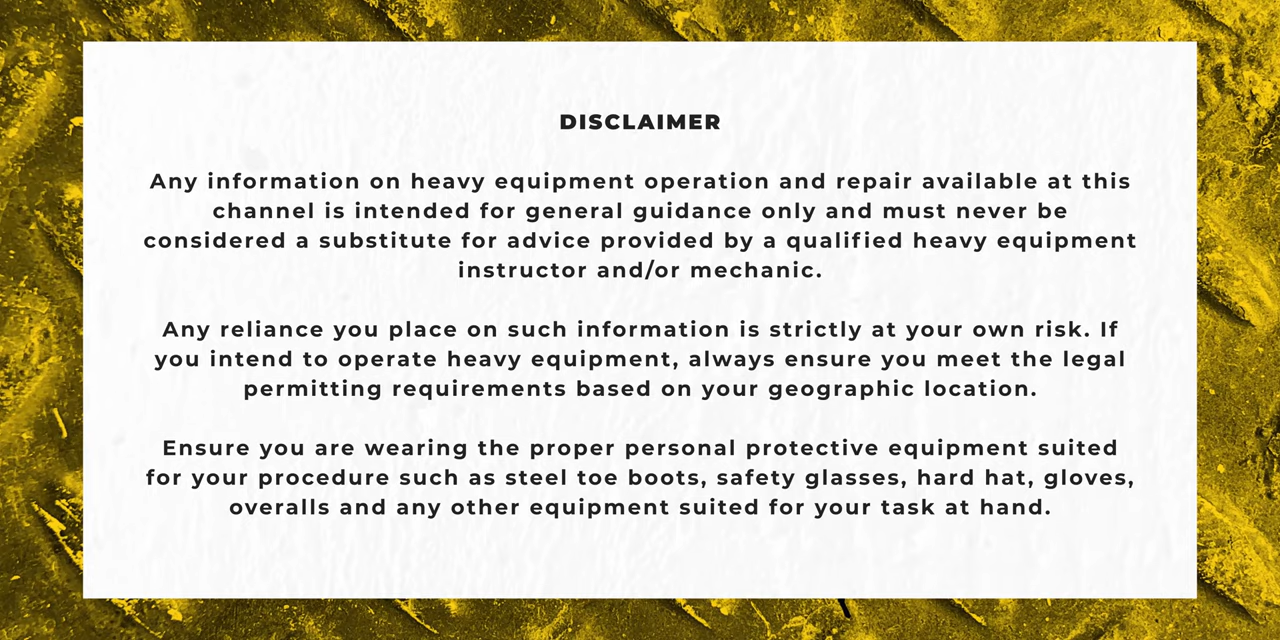 DISCLAIMER
Any information on heavy equipment operation and repair available at this
channel is intended for general guidance only and must never be
considered a substitute for advice provided by a qualified heavy equipment
instructor and/or mechanic.
Any reliance you place on such information is strictly at your own risk. If
you intend to operate heavy equipment, always ensure you meet the legal
permitting requirements based on your geographic location.
Ensure you are wearing the proper personal protective equipment suited
for your procedure such as steel toe boots, safety glasses, hard hat, gloves,
overalls and any other equipment suited for your task at hand.